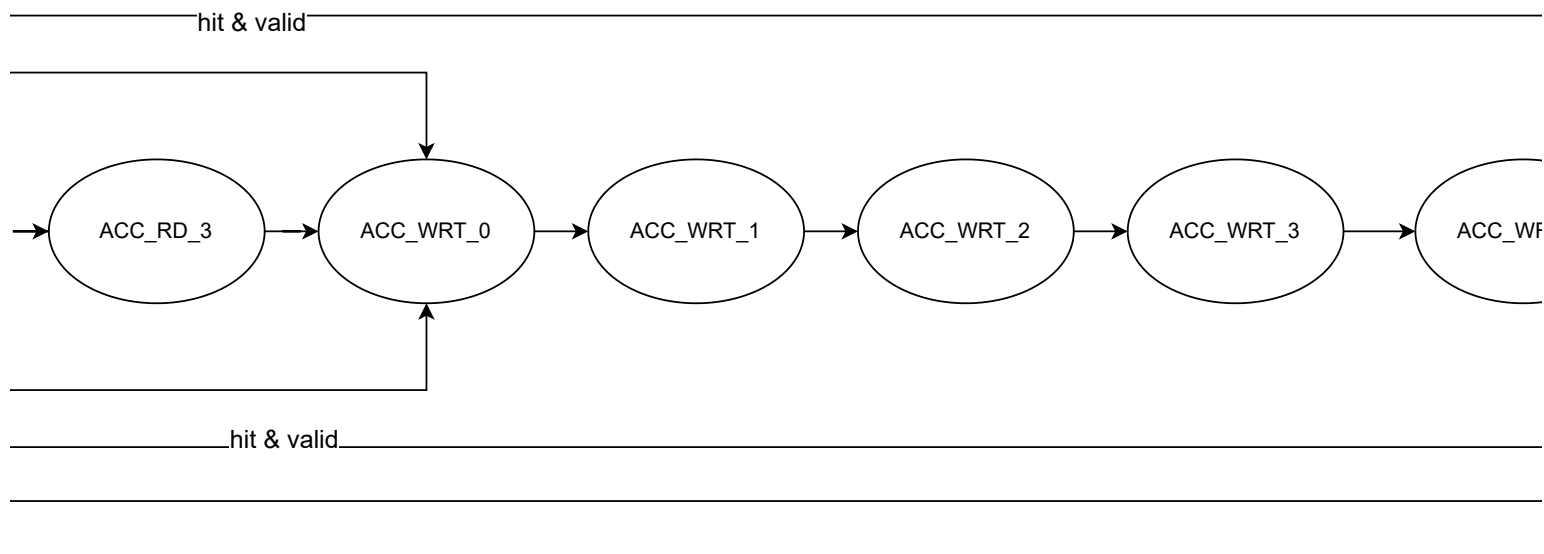 hit & valid
ACC_RD_3
ACC_WRT_0
ACC_WRT_1
ACC_WRT_2
ACC_WRT_3
hit & valid